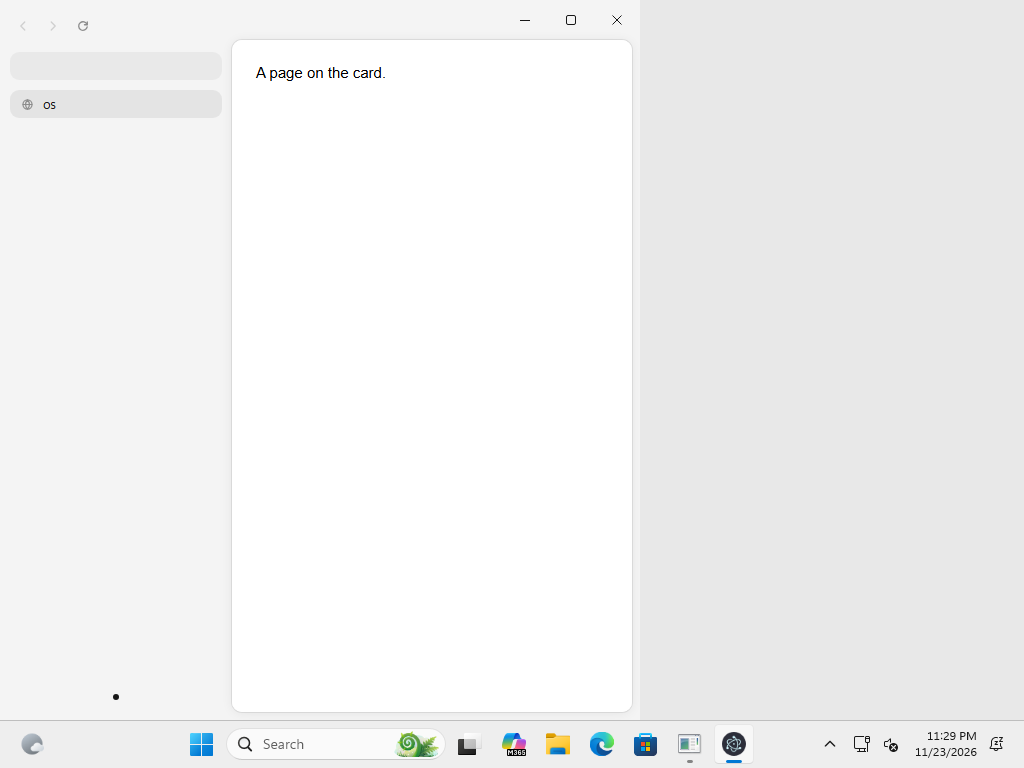 os
A page on the card.
Search
M365
11:29 PM
11/23/2026